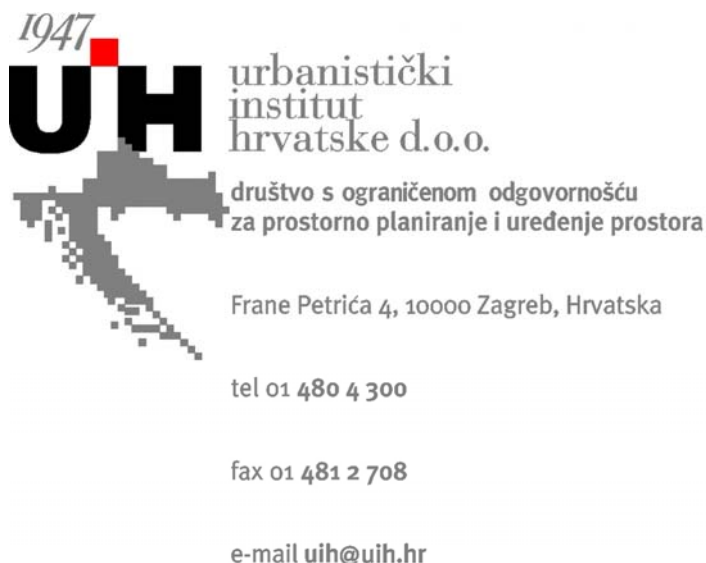 1947
UiH
urbanistički
institut
hrvatske d.o.o.
društvo s ograničenom odgovornošću
za prostorno planiranje i uređenje prostora
Frane Petrića 4, 10000 Zagreb, Hrvatska
tel 01 480 4 300
fax 01 481 2 708
e-mail uih@uih.hr